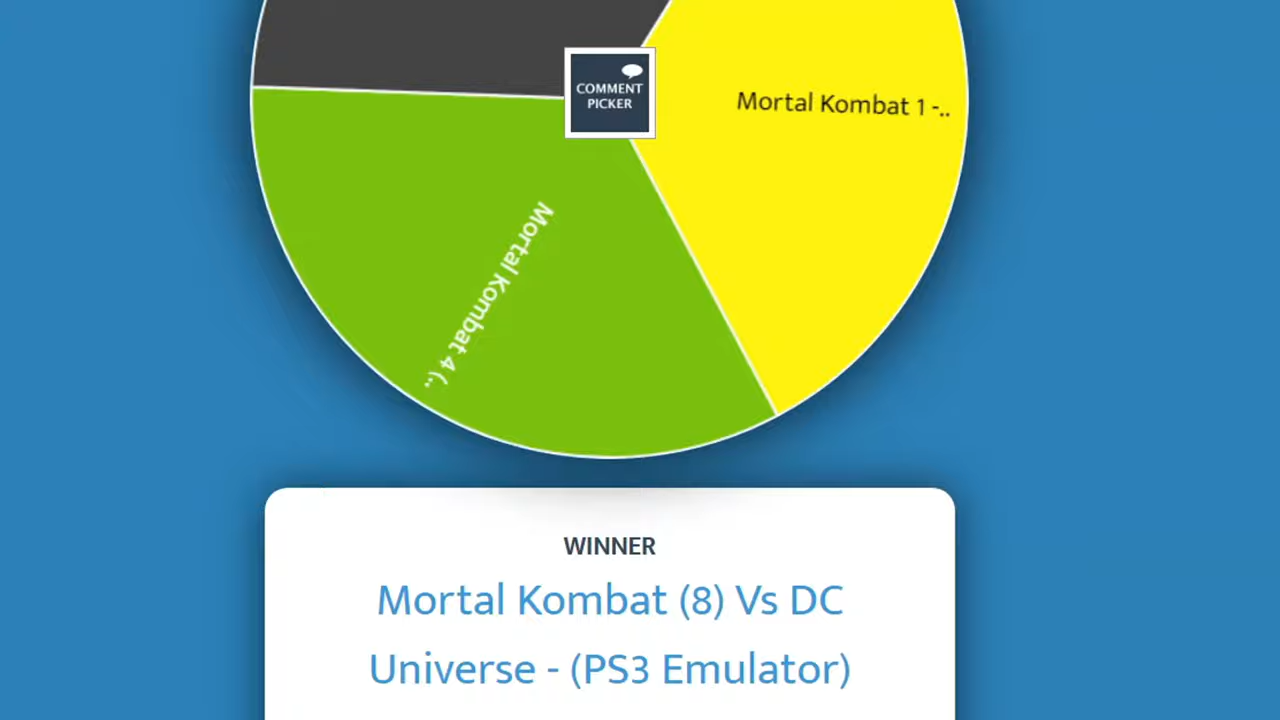 COMMENT
PICKER
Mortal Kombat 1 -..
Mortal Kombat 4 (..
WINNER
Mortal Kombat (8) Vs DC
Universe - (PS3 Emulator)